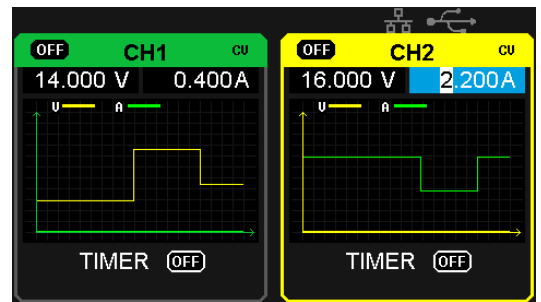 OFF CH1 CV
14.000 V 0.400A
V A
TIMER OFF
OFF CH2 CV
16.000 V 2.200A
V A
TIMER OFF